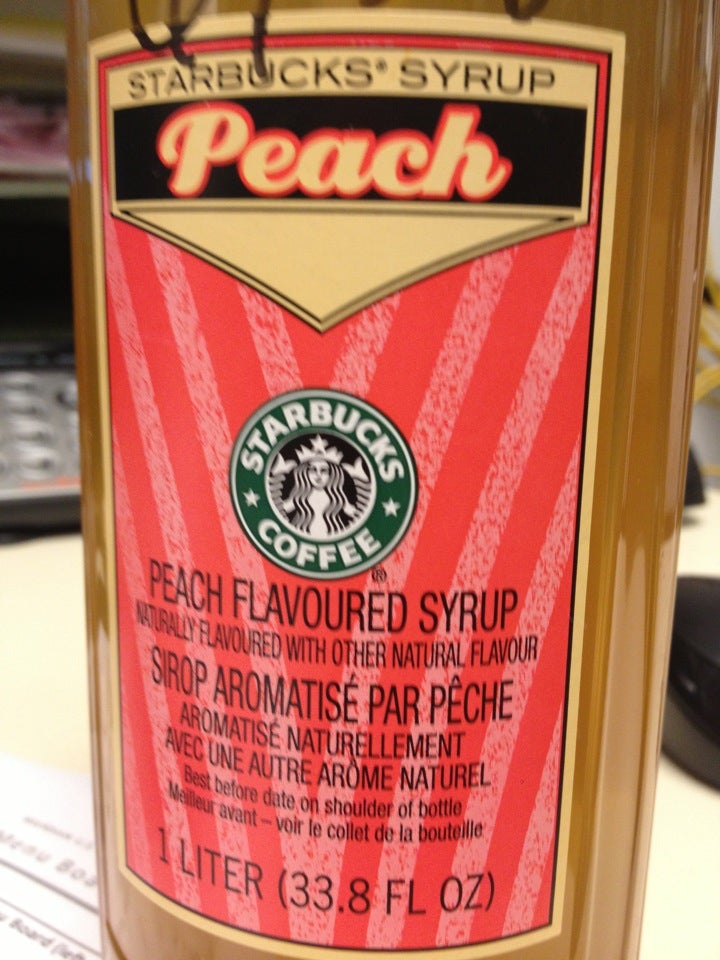 STARBUCKS® SYRUP
Peach
STARBUCKS
COFFEE
®
PEACH FLAVOURED SYRUP
NATURALLY FLAVOURED WITH OTHER NATURAL FLAVOUR
SIROP AROMATISÉ PAR PÊCHE
AROMATISÉ NATURELLEMENT
AVEC UNE AUTRE ARÔME NATUREL
Best before date on shoulder of bottle
Meilleur avant – voir le collet de la bouteille
1 LITER (33.8 FL OZ)
Board (left